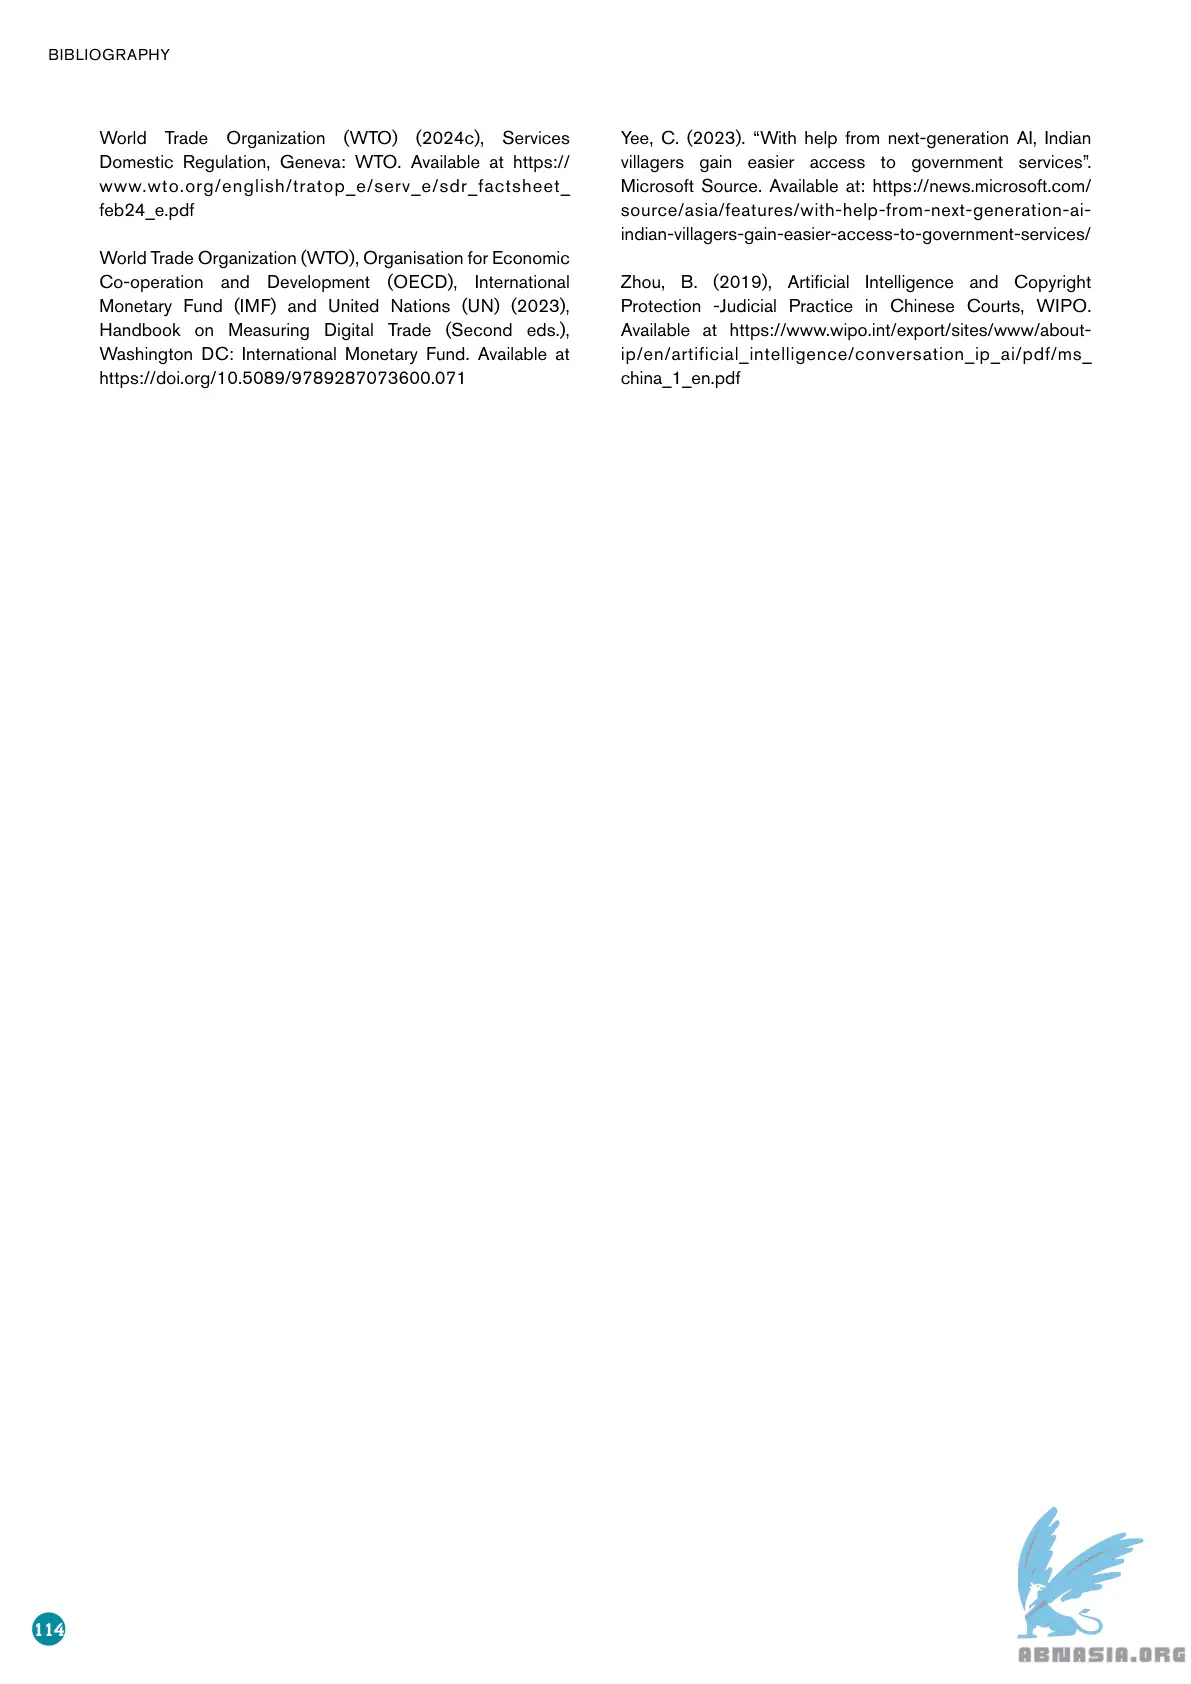 BIBLIOGRAPHY
World Trade Organization (WTO) (2024c), Services
Domestic Regulation, Geneva: WTO. Available at https://
www.wto.org/english/tratop_e/serv_e/sdr_factsheet_
feb24_e.pdf
World Trade Organization (WTO), Organisation for Economic
Co-operation and Development (OECD), International
Monetary Fund (IMF) and United Nations (UN) (2023),
Handbook on Measuring Digital Trade (Second eds.),
Washington DC: International Monetary Fund. Available at
https://doi.org/10.5089/9789287073600.071
Yee, C. (2023). “With help from next-generation AI, Indian
villagers gain easier access to government services”.
Microsoft Source. Available at: https://news.microsoft.com/
source/asia/features/with-help-from-next-generation-ai-
indian-villagers-gain-easier-access-to-government-services/
Zhou, B. (2019), Artificial Intelligence and Copyright
Protection -Judicial Practice in Chinese Courts, WIPO.
Available at https://www.wipo.int/export/sites/www/about-
ip/en/artificial_intelligence/conversation_ip_ai/pdf/ms_
china_1_en.pdf
114
ABNASIA.ORG